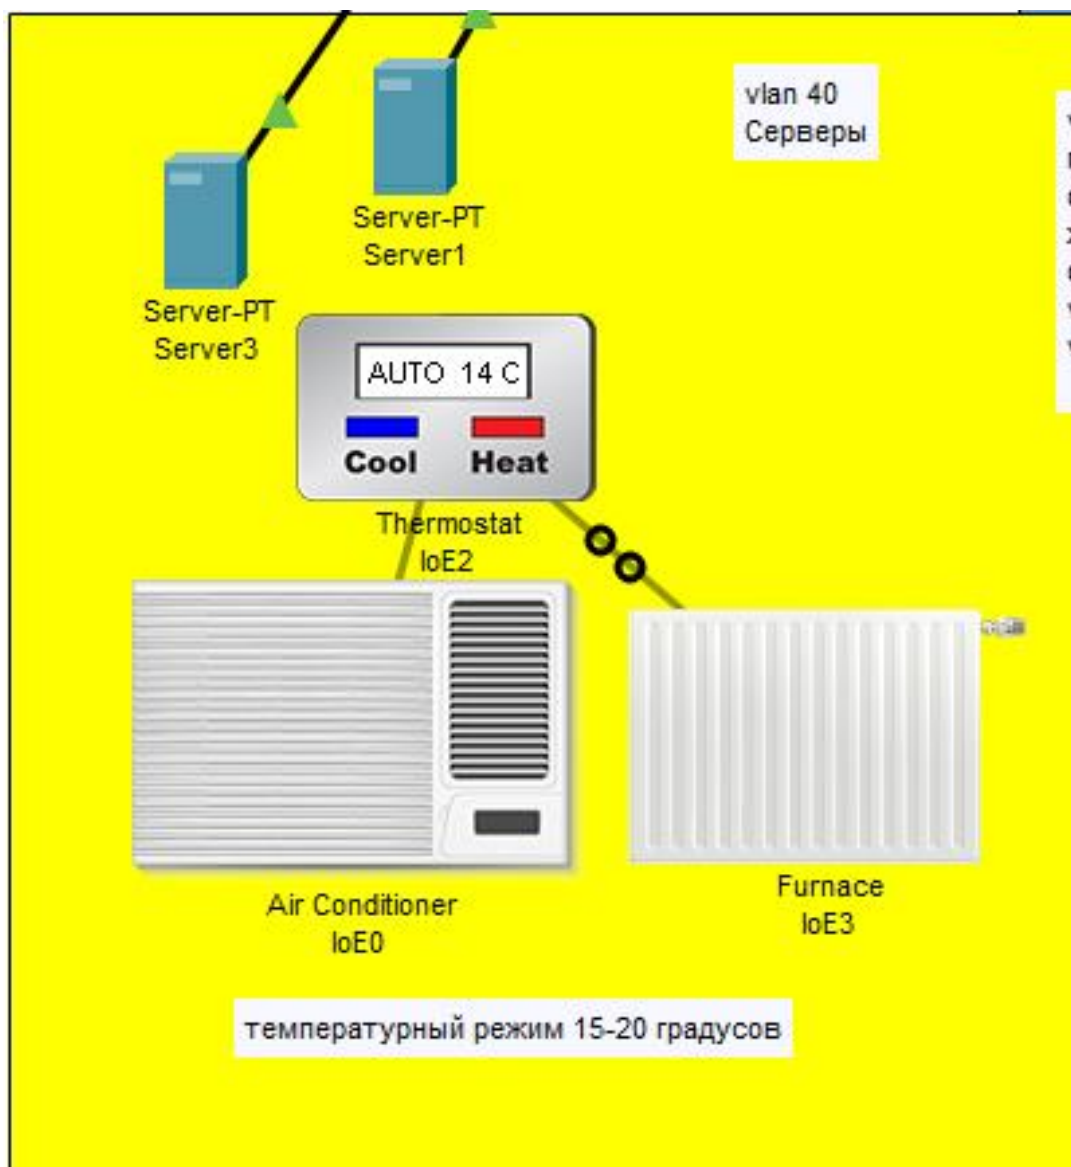 vlan 40
Серверы
Server-PT
Server1
Server-PT
Server3
AUTO 14 C
Cool Heat
Thermostat
IoE2
Air Conditioner
IoE0
Furnace
IoE3
температурный режим 15-20 градусов